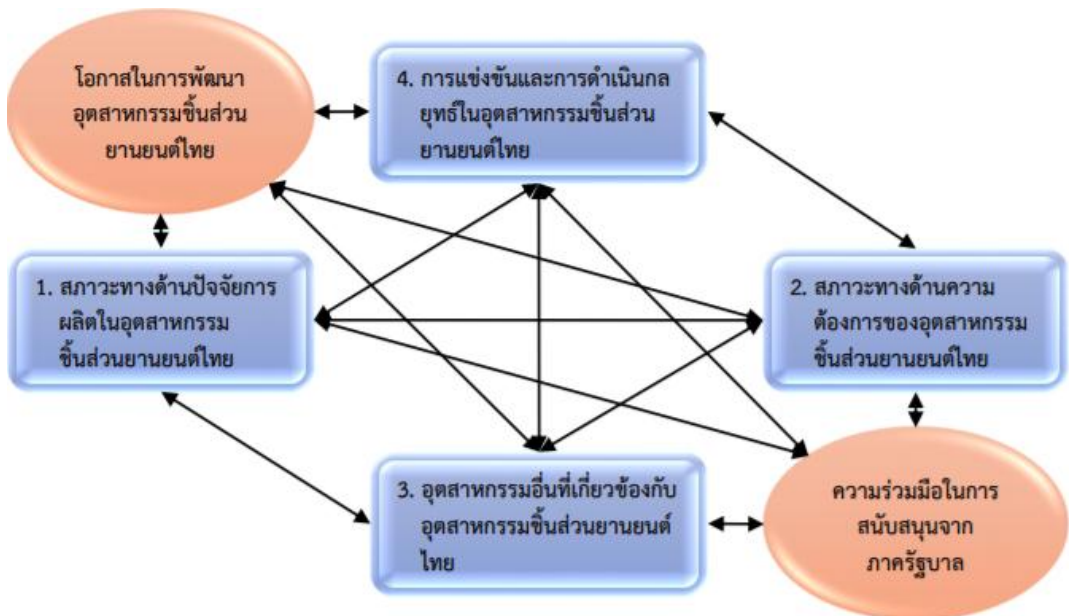 โอกาสในการพัฒนา
อุตสาหกรรมชิ้นส่วน
ยานยนต์ไทย
4. การแข่งขันและการดำเนินกล
ยุทธ์ในอุตสาหกรรมชิ้นส่วน
ยานยนต์ไทย
1. สภาวะทางด้านปัจจัยการ
ผลิตในอุตสาหกรรม
ชิ้นส่วนยานยนต์ไทย
2. สภาวะทางด้านความ
ต้องการของอุตสาหกรรม
ชิ้นส่วนยานยนต์ไทย
3. อุตสาหกรรมอื่นที่เกี่ยวข้องกับ
อุตสาหกรรมชิ้นส่วนยานยนต์
ไทย
ความร่วมมือในการ
สนับสนุนจาก
ภาครัฐบาล